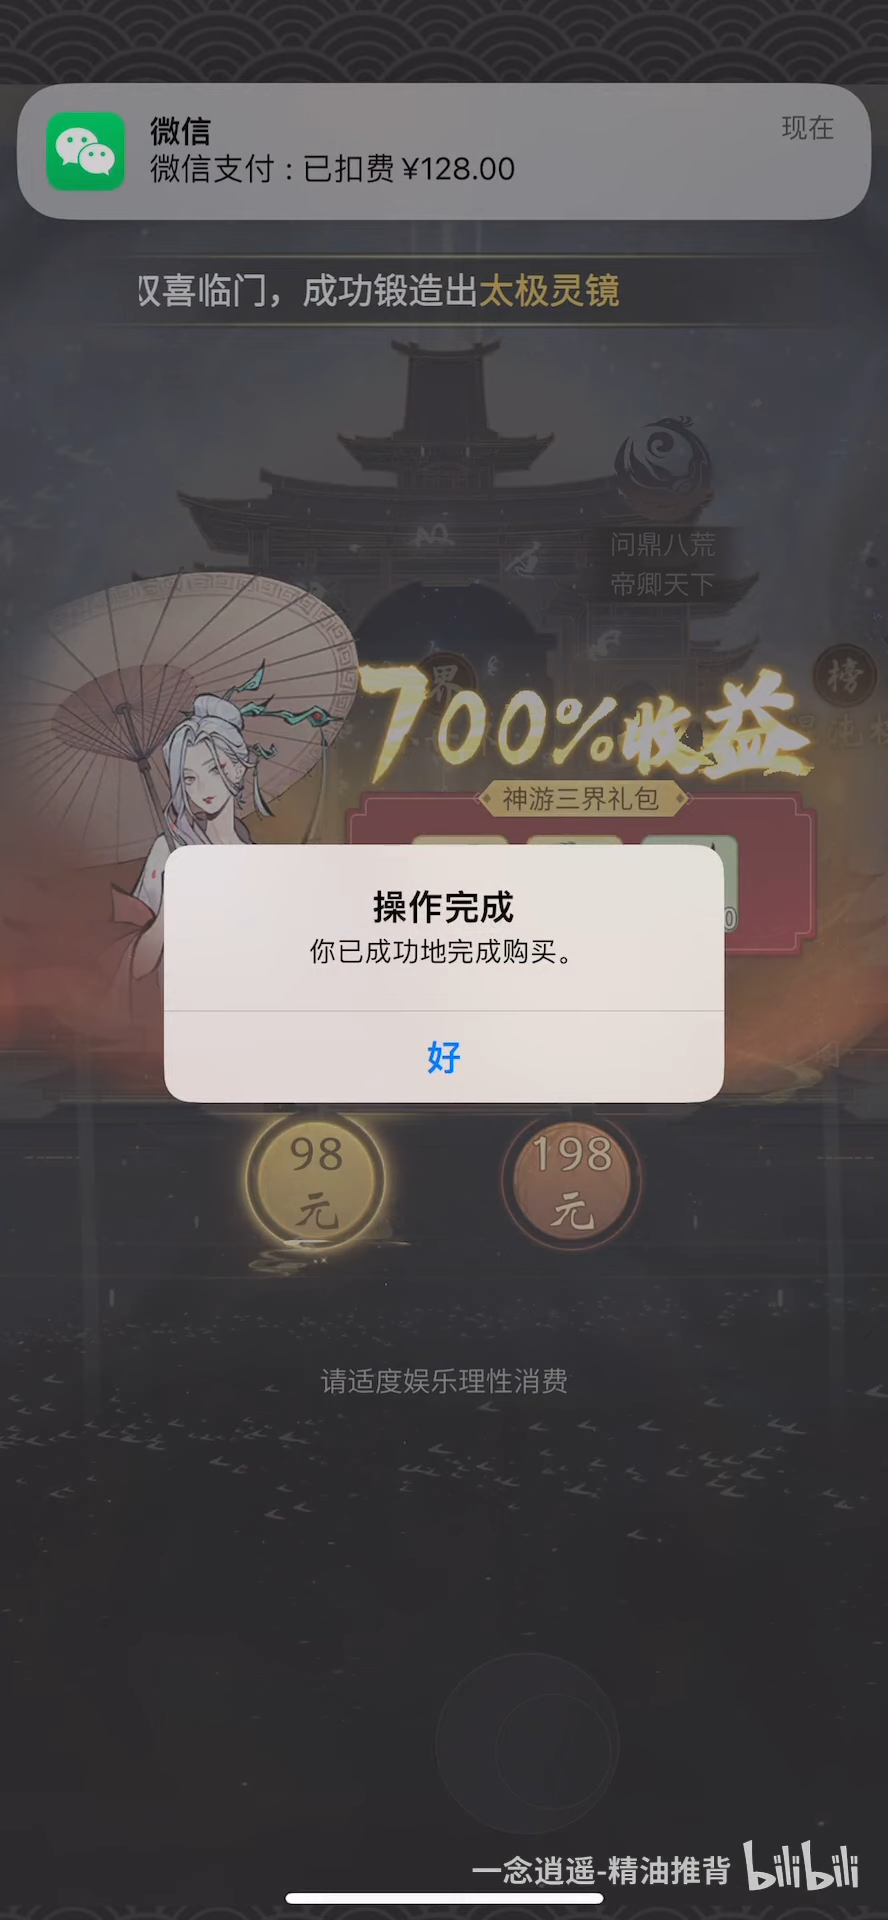 微信
现在
微信支付：已扣费¥128.00
双喜临门，成功锻造出太极灵镜
问鼎八荒
帝卿天下
界
榜
700%收益
神游三界礼包
操作完成
你已成功地完成购买。
好
98
元
198
元
请适度娱乐理性消费
一念逍遥-精油推背 bilibili